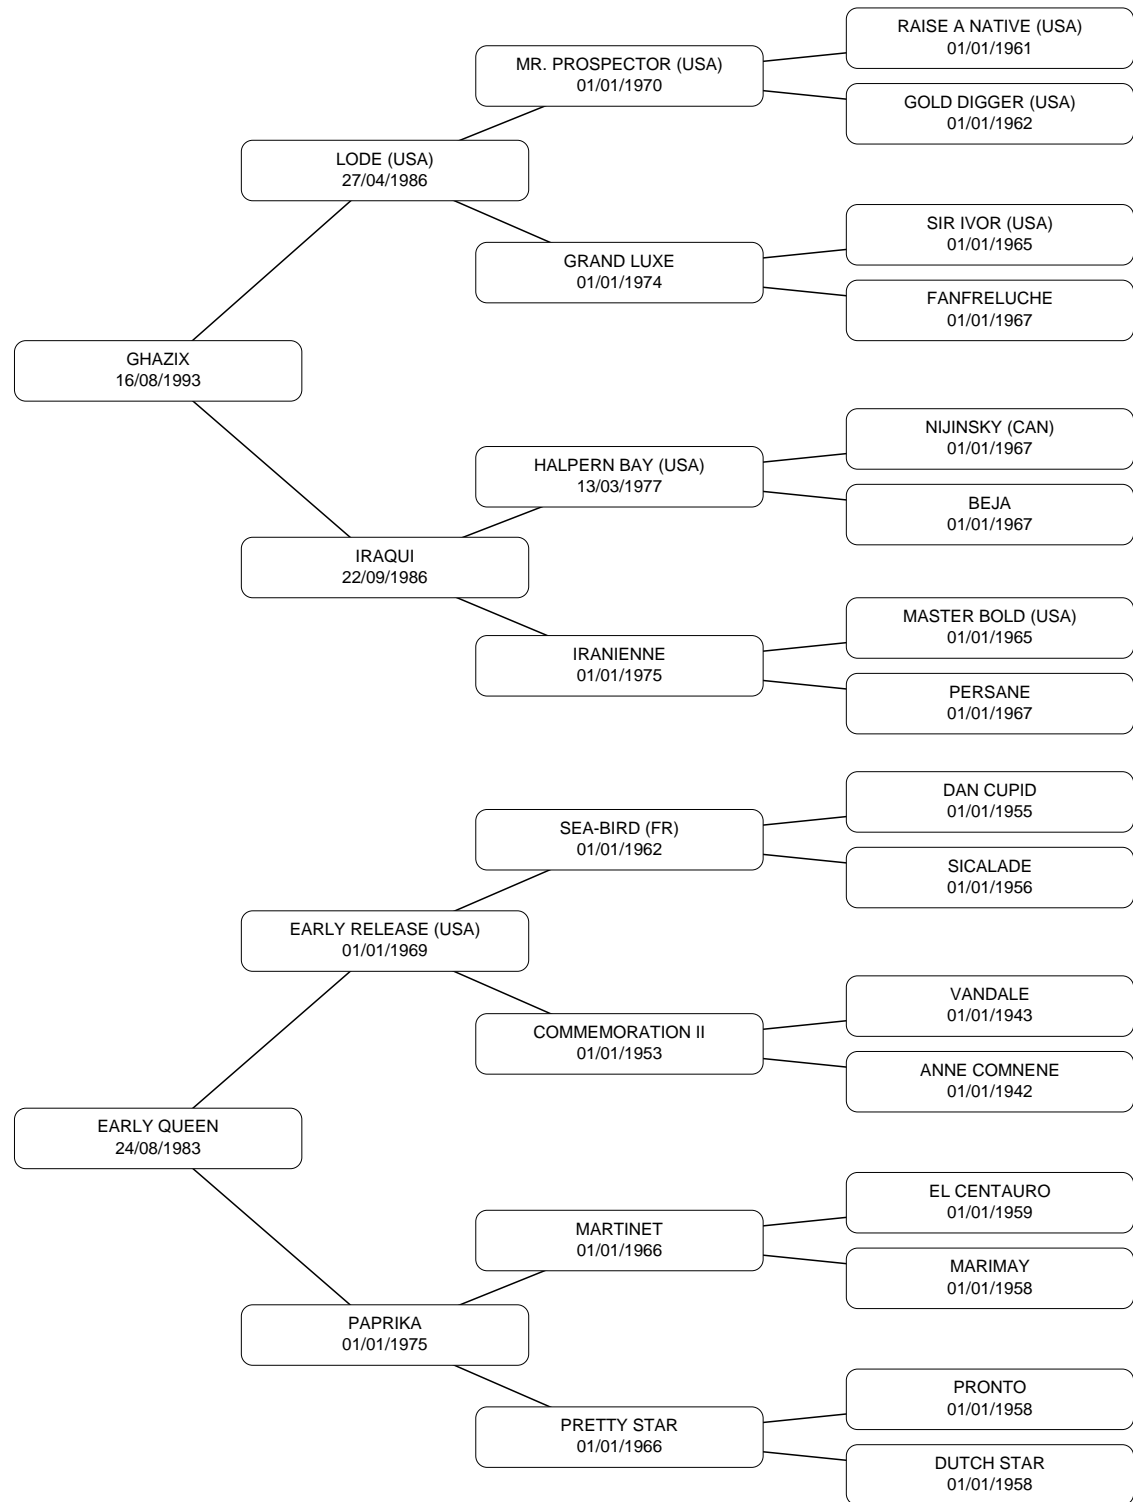 RAISE A NATIVE (USA)
01/01/1961
MR. PROSPECTOR (USA)
01/01/1970
GOLD DIGGER (USA)
01/01/1962
LODE (USA)
27/04/1986
SIR IVOR (USA)
01/01/1965
GRAND LUXE
01/01/1974
FANFRELUCHE
01/01/1967
GHAZIX
16/08/1993
NIJINSKY (CAN)
01/01/1967
HALPERN BAY (USA)
13/03/1977
BEJA
01/01/1967
IRAQUI
22/09/1986
MASTER BOLD (USA)
01/01/1965
IRANIENNE
01/01/1975
PERSANE
01/01/1967
DAN CUPID
01/01/1955
SEA-BIRD (FR)
01/01/1962
SICALADE
01/01/1956
EARLY RELEASE (USA)
01/01/1969
VANDALE
01/01/1943
COMMEMORATION II
01/01/1953
ANNE COMNENE
01/01/1942
EARLY QUEEN
24/08/1983
EL CENTAURO
01/01/1959
MARTINET
01/01/1966
MARIMAY
01/01/1958
PAPRIKA
01/01/1975
PRONTO
01/01/1958
PRETTY STAR
01/01/1966
DUTCH STAR
01/01/1958